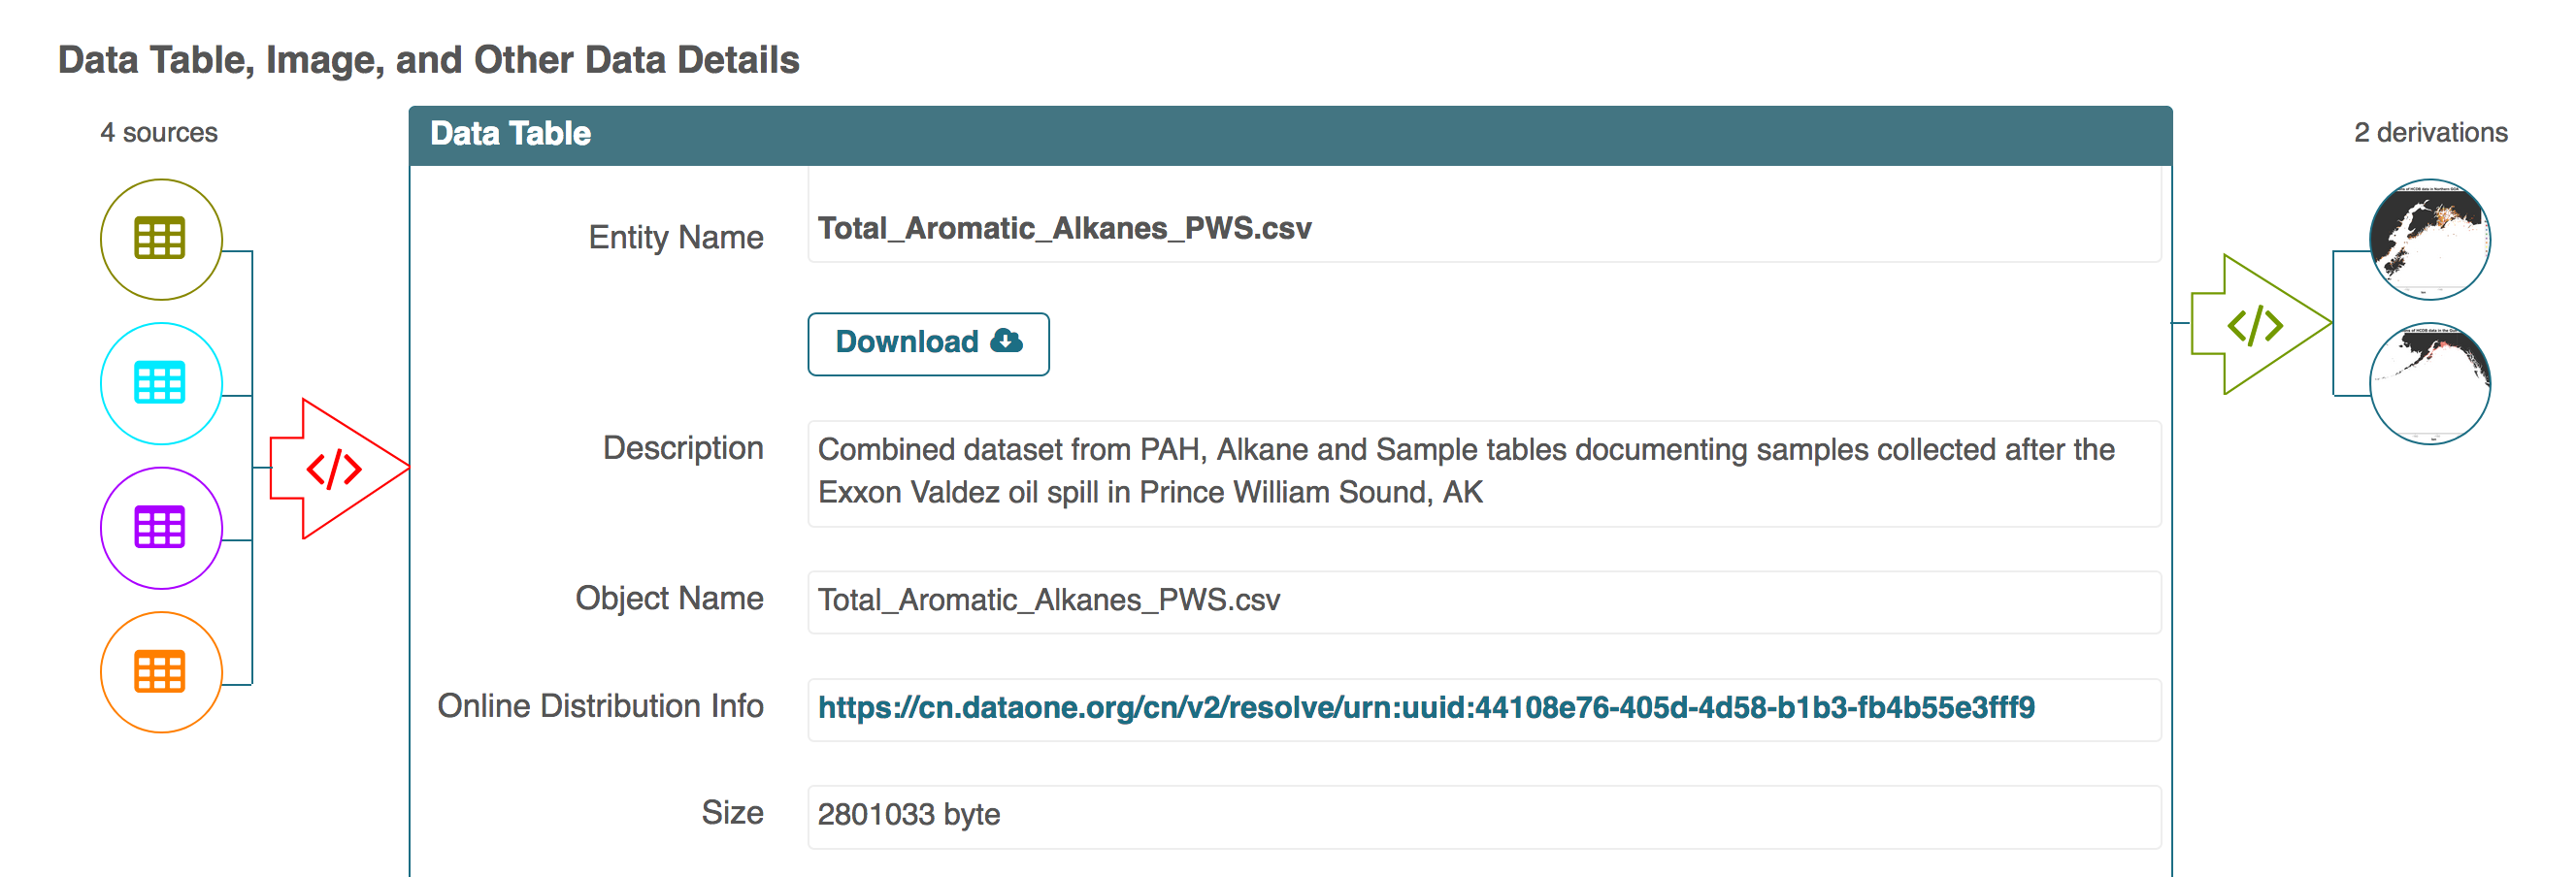 Data Table, Image, and Other Data Details
4 sources
Data Table
2 derivations
Entity Name
Total_Aromatic_Alkanes_PWS.csv
Download
</>
</>
Description
Combined dataset from PAH, Alkane and Sample tables documenting samples collected after the
Exxon Valdez oil spill in Prince William Sound, AK
Object Name
Total_Aromatic_Alkanes_PWS.csv
Online Distribution Info
https://cn.dataone.org/cn/v2/resolve/urn:uuid:44108e76-405d-4d58-b1b3-fb4b55e3fff9
Size
2801033 byte